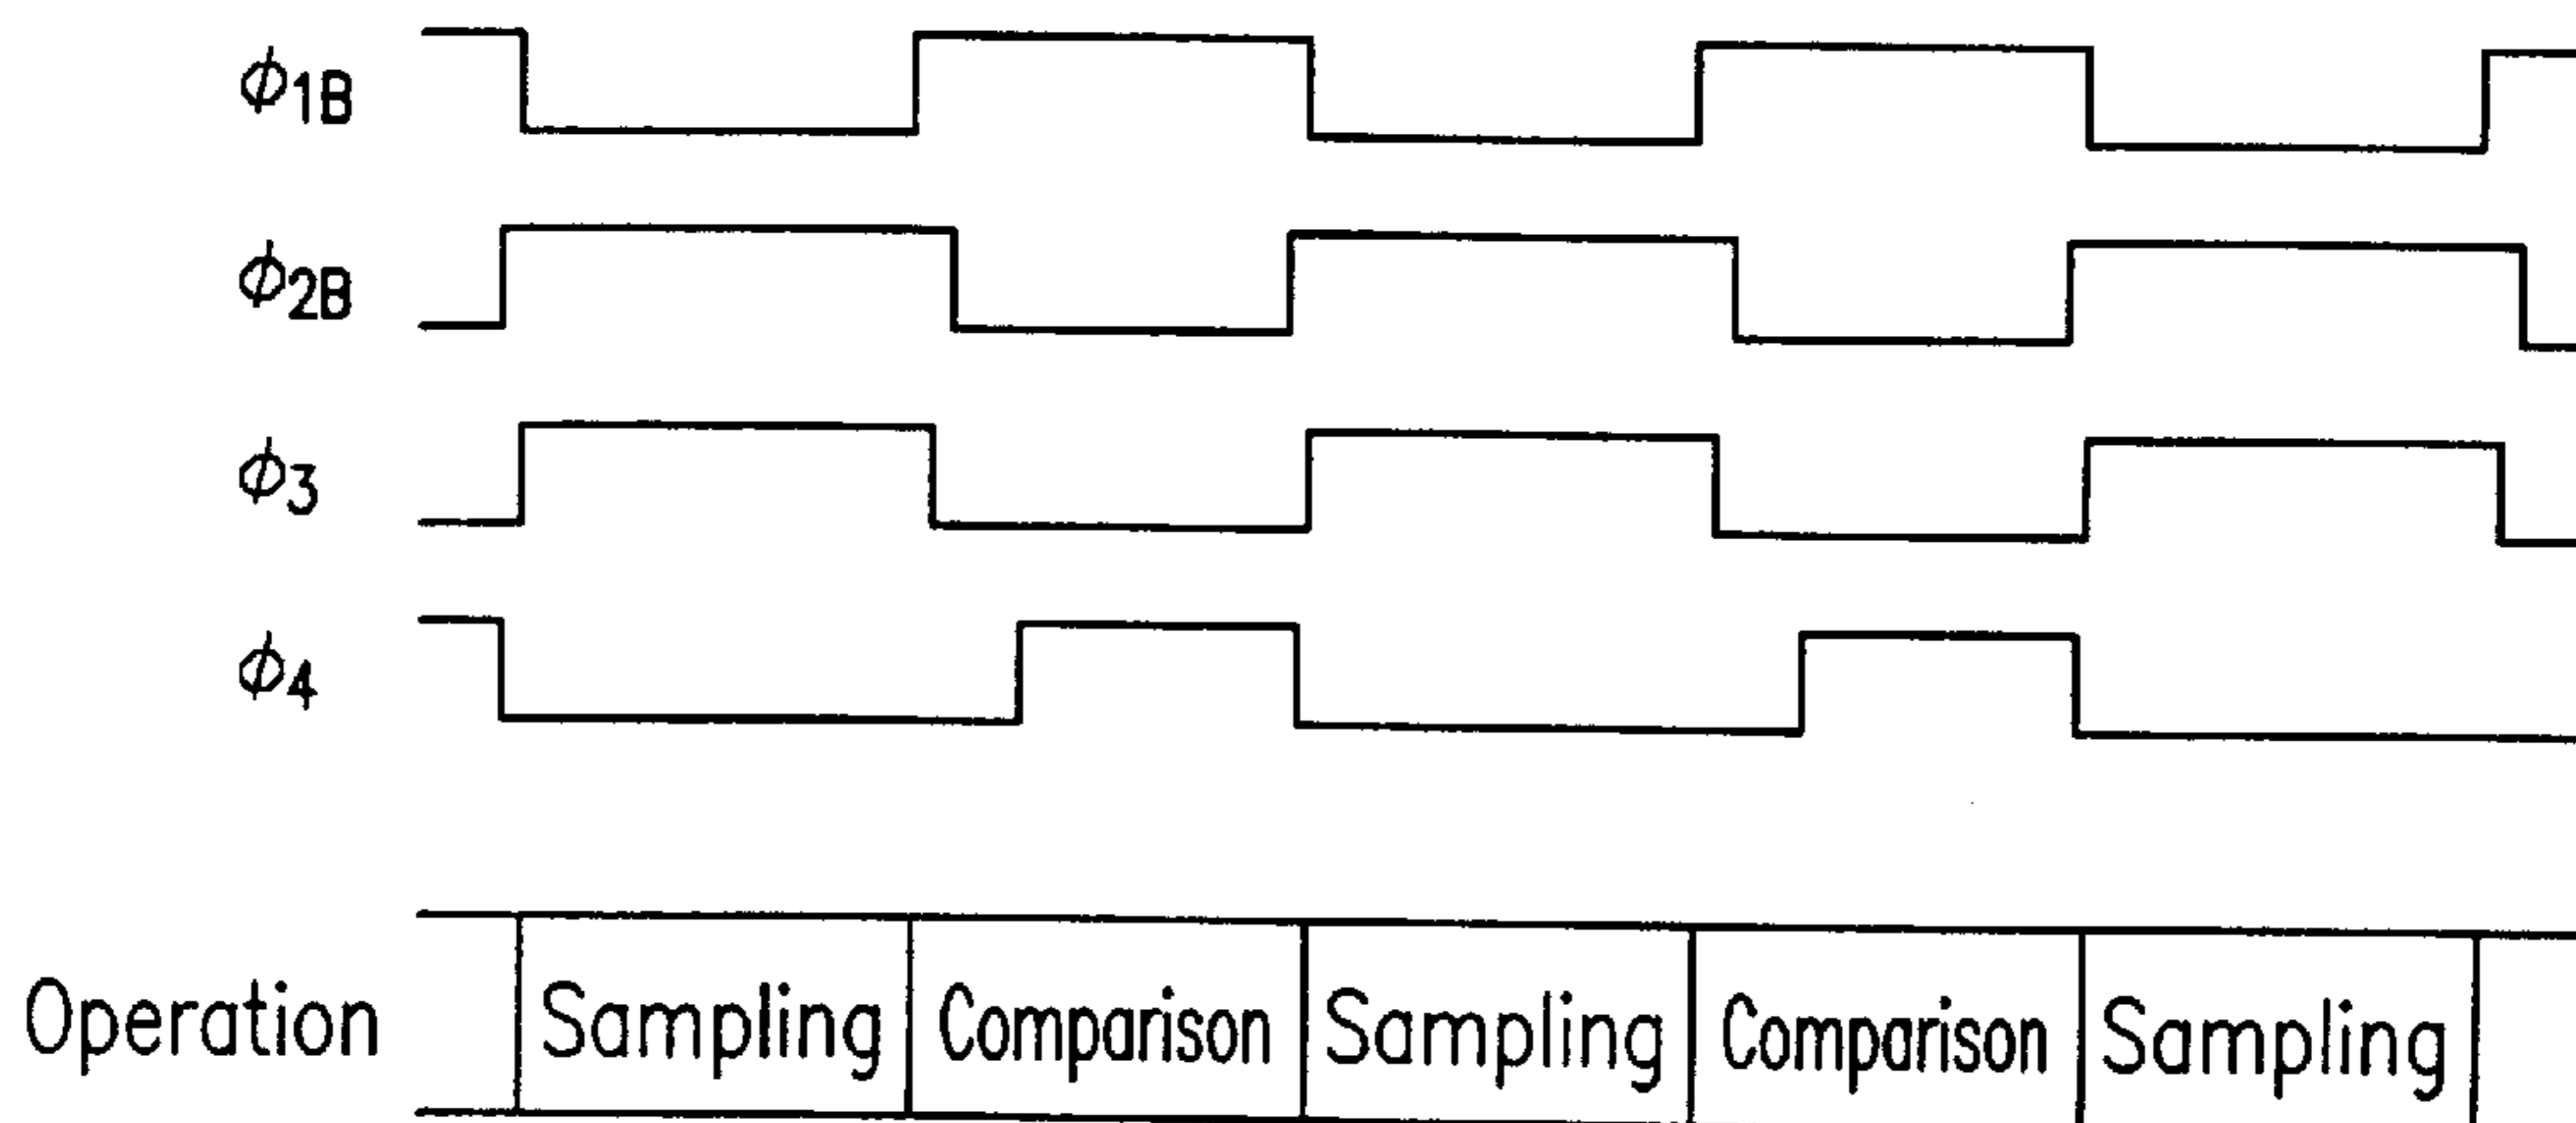 ϕ1B
ϕ2B
ϕ3
ϕ4
Operation Sampling Comparison Sampling Comparison Sampling